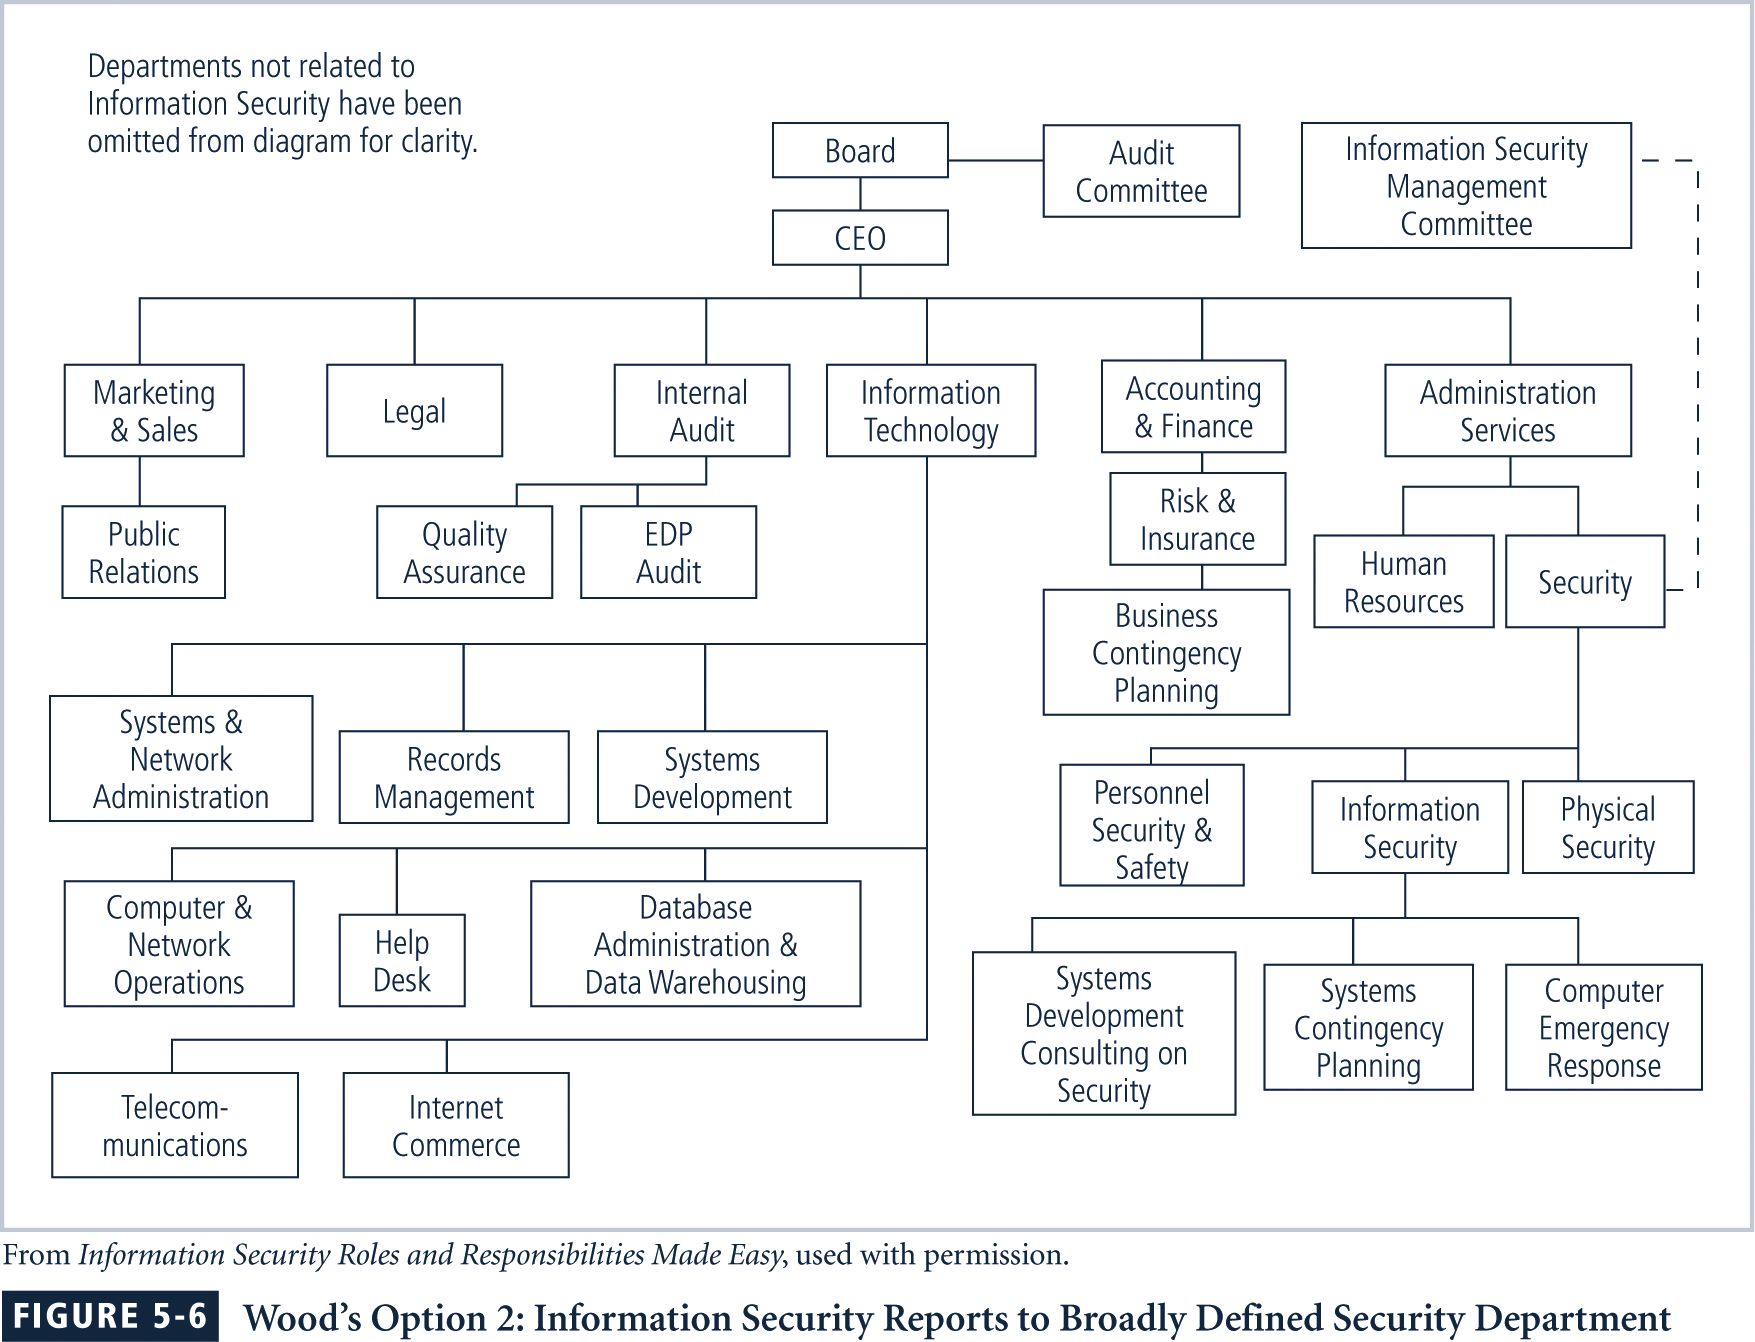 Departments not related to
Information Security have been
omitted from diagram for clarity.
Board
Audit
Committee
Information Security
Management
Committee
CEO
Marketing
& Sales
Legal
Internal
Audit
Information
Technology
Accounting
& Finance
Administration
Services
Public
Relations
Quality
Assurance
EDP
Audit
Risk &
Insurance
Human
Resources
Security
Business
Contingency
Planning
Systems &
Network
Administration
Records
Management
Systems
Development
Personnel
Security &
Safety
Information
Security
Physical
Security
Computer &
Network
Operations
Help
Desk
Database
Administration &
Data Warehousing
Systems
Development
Consulting on
Security
Systems
Contingency
Planning
Computer
Emergency
Response
Telecom-
munications
Internet
Commerce
From Information Security Roles and Responsibilities Made Easy, used with permission.
FIGURE 5-6 Wood’s Option 2: Information Security Reports to Broadly Defined Security Department